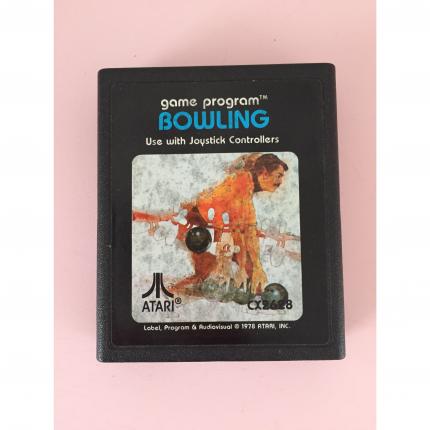 game program™
BOWLING
Use with Joystick Controllers
ATARI®
CX2628
Label, Program & Audiovisual © 1978 ATARI, INC.